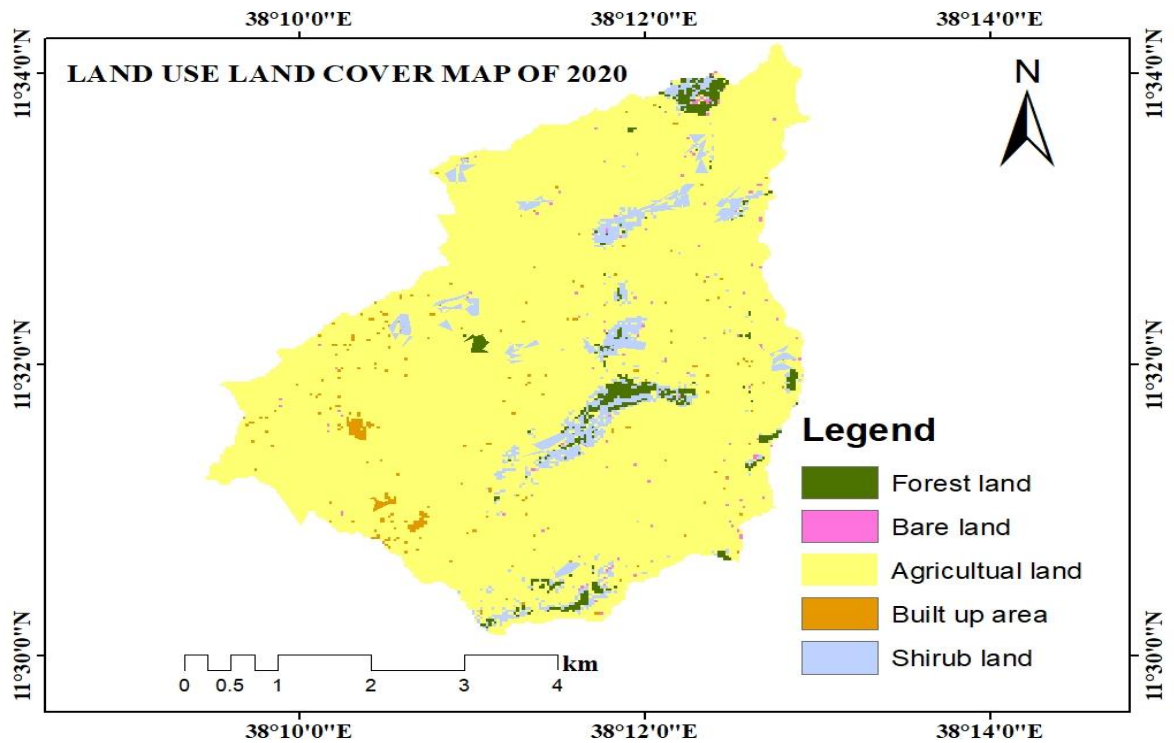 38°10'0"E 38°12'0"E 38°14'0"E
LAND USE LAND COVER MAP OF 2020
N
11°34'0"N 11°34'0"N
11°32'0"N 11°32'0"N
Legend
Forest land
Bare land
Agricultual land
Built up area
Shirub land
km
0 0.5 1 2 3 4
11°30'0"N 11°30'0"N
38°10'0"E 38°12'0"E 38°14'0"E